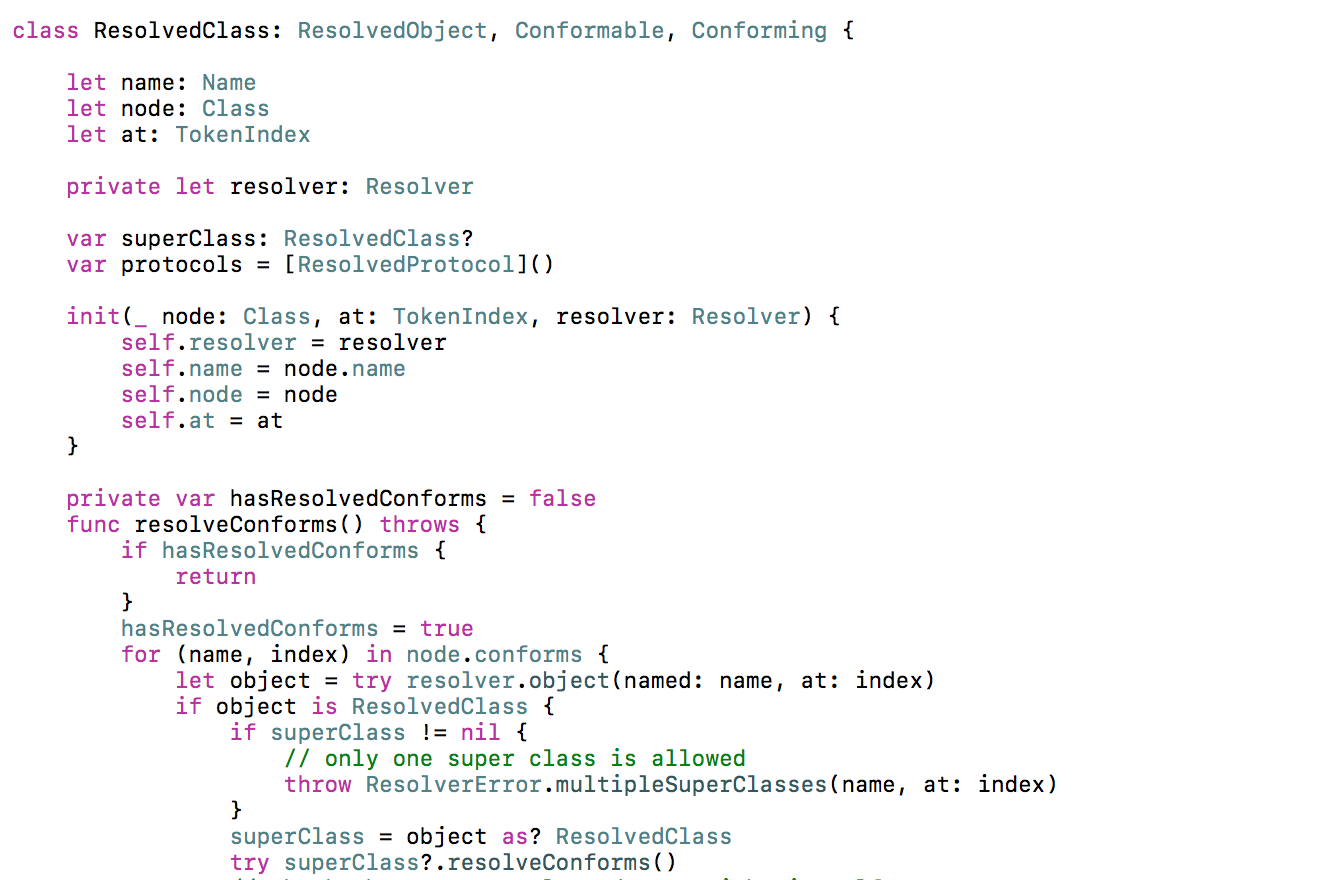 class ResolvedClass: ResolvedObject, Conformable, Conforming {
    let name: Name
    let node: Class
    let at: TokenIndex
    private let resolver: Resolver
    var superClass: ResolvedClass?
    var protocols = [ResolvedProtocol]()
    init(_ node: Class, at: TokenIndex, resolver: Resolver) {
        self.resolver = resolver
        self.name = node.name
        self.node = node
        self.at = at
    }
    private var hasResolvedConforms = false
    func resolveConforms() throws {
        if hasResolvedConforms {
            return
        }
        hasResolvedConforms = true
        for (name, index) in node.conforms {
            let object = try resolver.object(named: name, at: index)
            if object is ResolvedClass {
                if superClass != nil {
                    // only one super class is allowed
                    throw ResolverError.multipleSuperClasses(name, at: index)
                }
                superClass = object as? ResolvedClass
                try superClass?.resolveConforms()